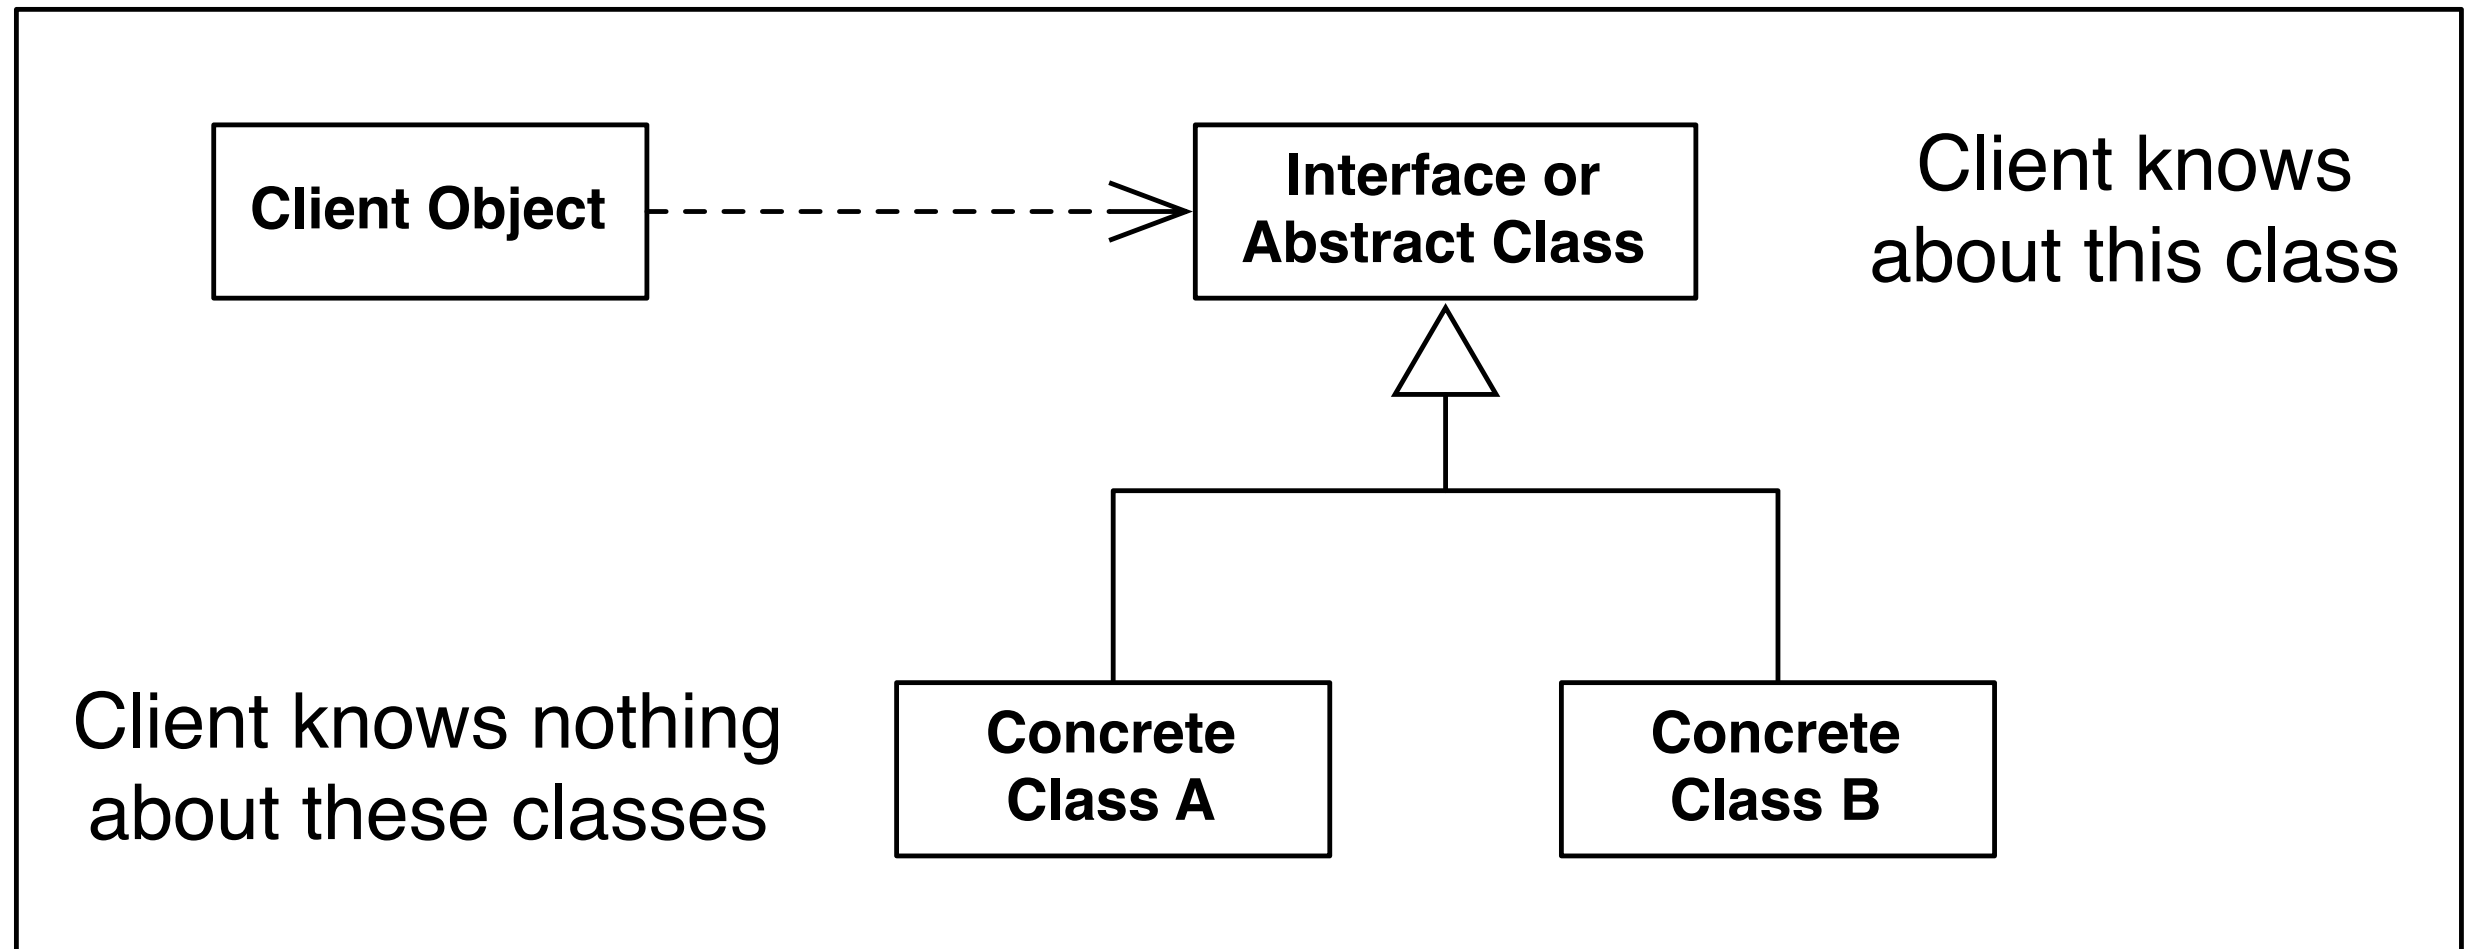 Client Object
Interface or
Abstract Class
Client knows
about this class
Client knows nothing
about these classes
Concrete
Class A
Concrete
Class B